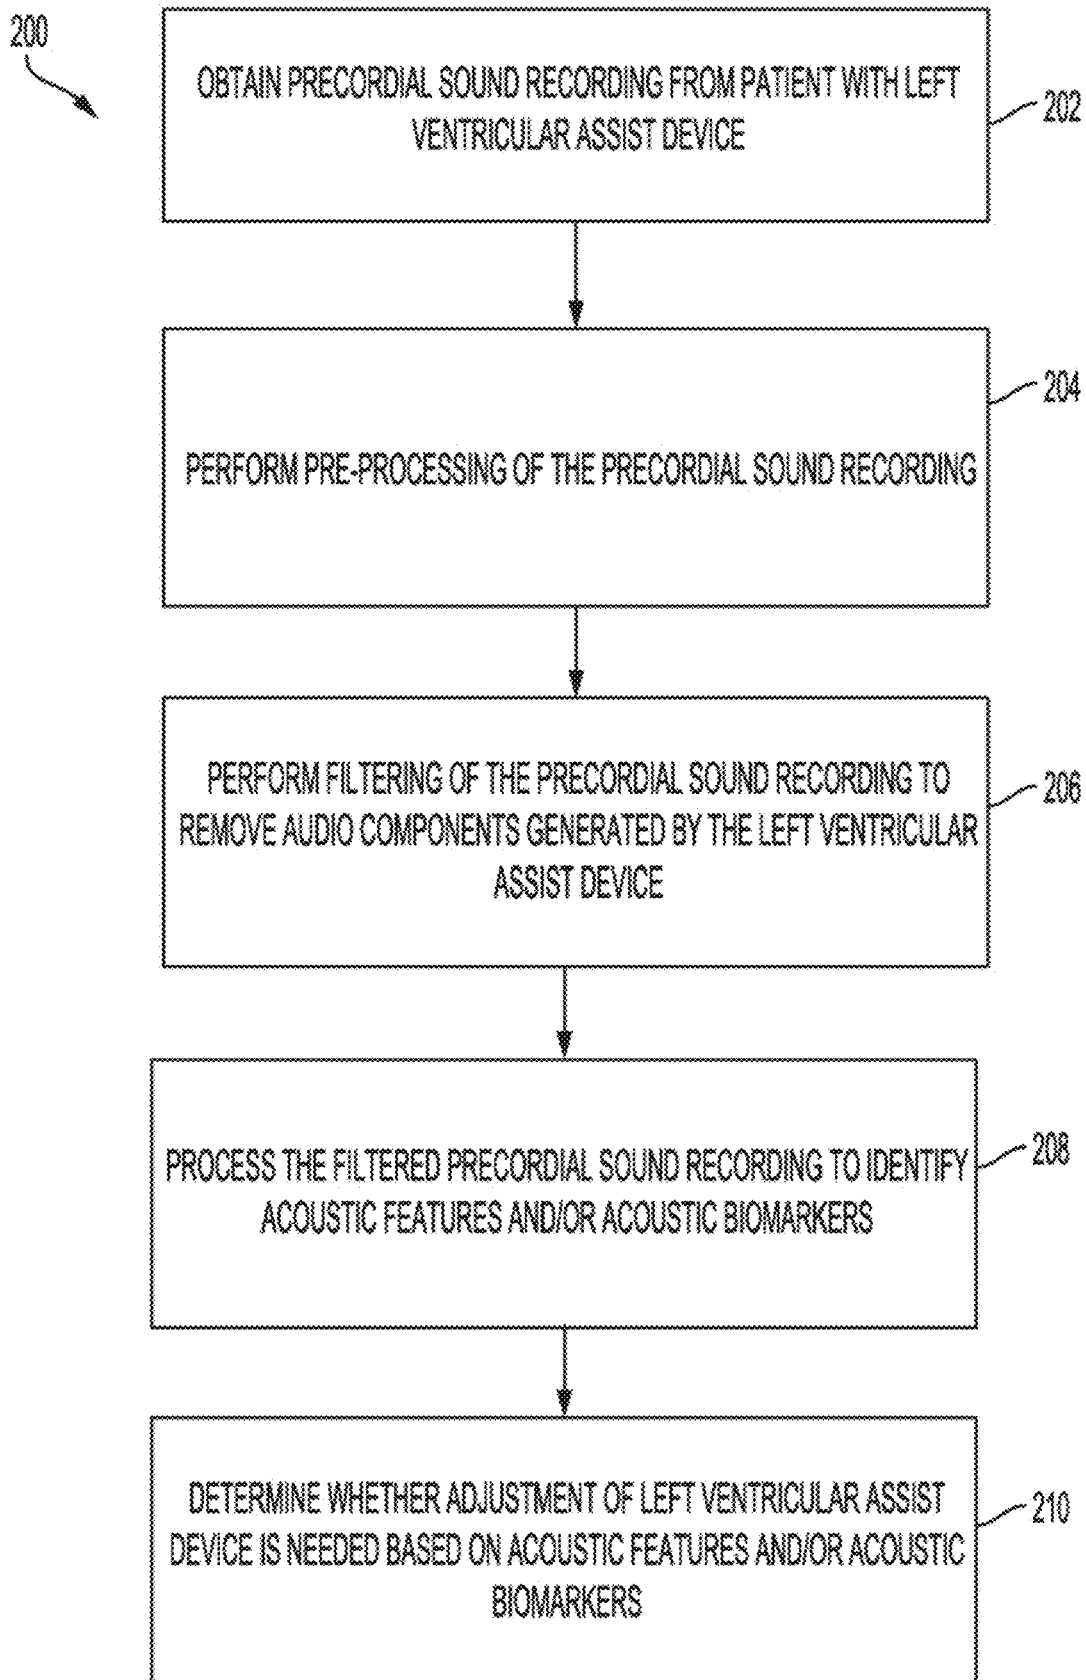 200
OBTAIN PRECORDIAL SOUND RECORDING FROM PATIENT WITH LEFT
VENTRICULAR ASSIST DEVICE
202
PERFORM PRE-PROCESSING OF THE PRECORDIAL SOUND RECORDING
204
PERFORM FILTERING OF THE PRECORDIAL SOUND RECORDING TO
REMOVE AUDIO COMPONENTS GENERATED BY THE LEFT VENTRICULAR
ASSIST DEVICE
206
PROCESS THE FILTERED PRECORDIAL SOUND RECORDING TO IDENTIFY
ACOUSTIC FEATURES AND/OR ACOUSTIC BIOMARKERS
208
DETERMINE WHETHER ADJUSTMENT OF LEFT VENTRICULAR ASSIST
DEVICE IS NEEDED BASED ON ACOUSTIC FEATURES AND/OR ACOUSTIC
BIOMARKERS
210